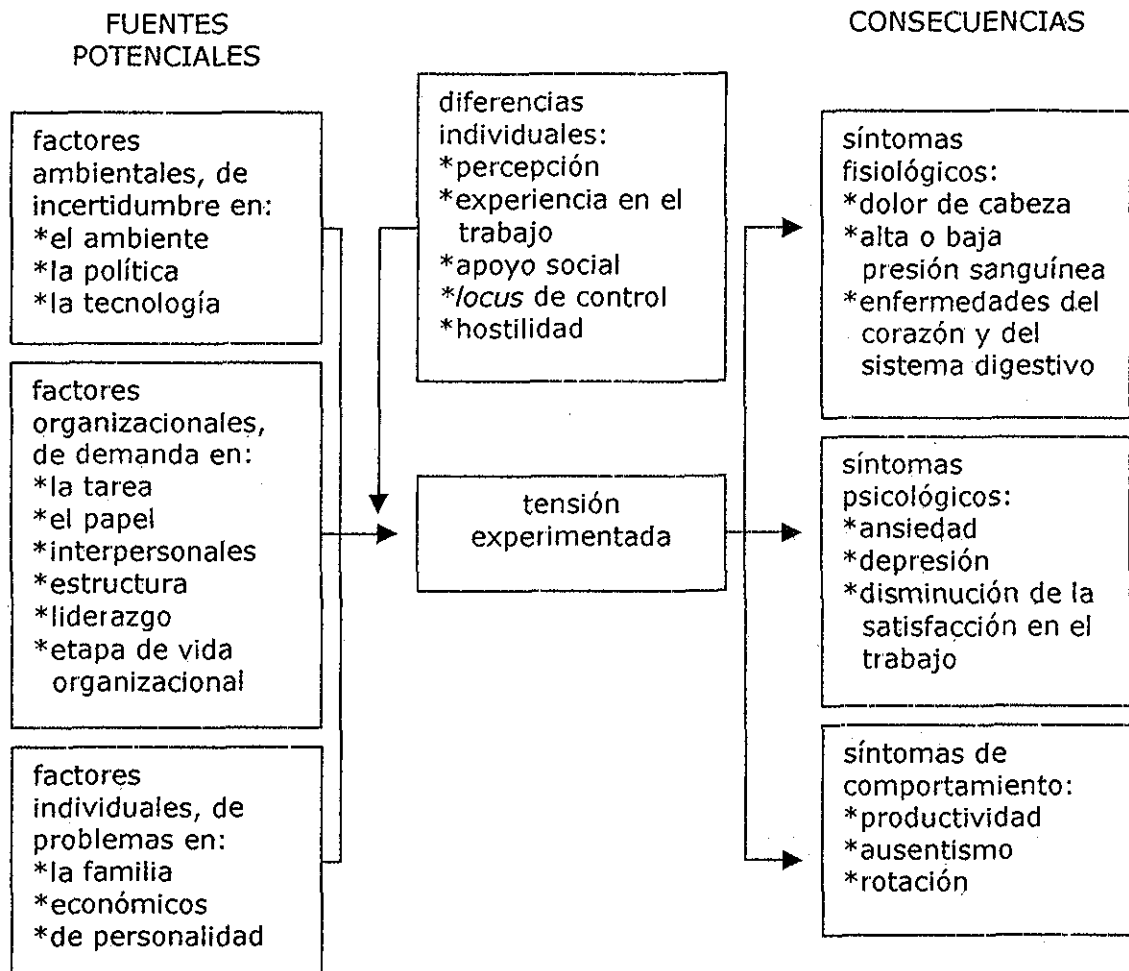 FUENTES
POTENCIALES
factores
ambientales, de
incertidumbre en:
*el ambiente
*la política
*la tecnología
factores
organizacionales,
de demanda en:
*la tarea
*el papel
*interpersonales
*estructura
*liderazgo
*etapa de vida
organizacional
factores
individuales, de
problemas en:
*la familia
*económicos
*de personalidad
diferencias
individuales:
*percepción
*experiencia en el
trabajo
*apoyo social
*locus de control
*hostilidad
tensión
experimentada
CONSECUENCIAS
síntomas
fisiológicos:
*dolor de cabeza
*alta o baja
presión sanguínea
*enfermedades del
corazón y del
sistema digestivo
síntomas
psicológicos:
*ansiedad
*depresión
*disminución de la
satisfacción en el
trabajo
síntomas de
comportamiento:
*productividad
*ausentismo
*rotación